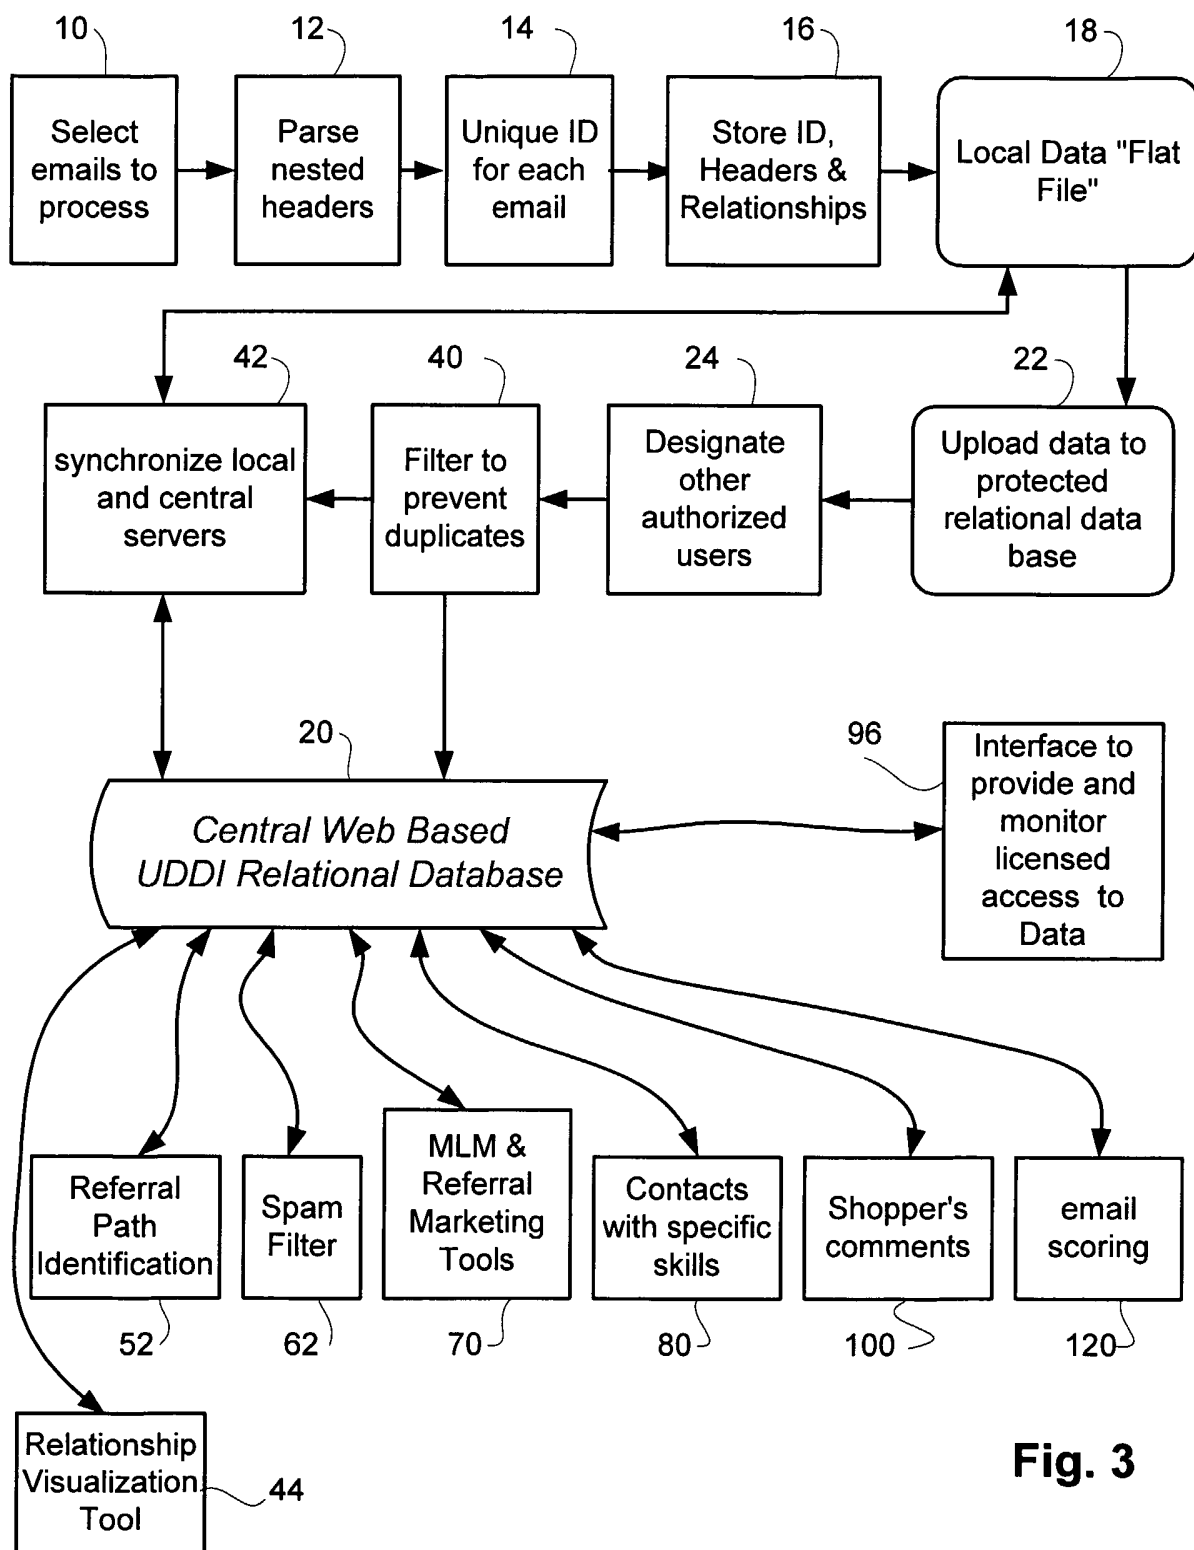 10
12
14
16
18
Select
emails to
process
Parse
nested
headers
Unique ID
for each
email
Store ID,
Headers &
Relationships
Local Data "Flat
File"
42
40
24
22
synchronize local
and central
servers
Filter to
prevent
duplicates
Designate
other
authorized
users
Upload data to
protected
relational data
base
20
96
Central Web Based
UDDI Relational Database
Interface to
provide and
monitor
licensed
access to
Data
Referral
Path
Identification
Spam
Filter
MLM &
Referral
Marketing
Tools
Contacts
with specific
skills
Shopper's
comments
email
scoring
52
62
70
80
100
120
Relationship
Visualization
Tool
44
Fig. 3